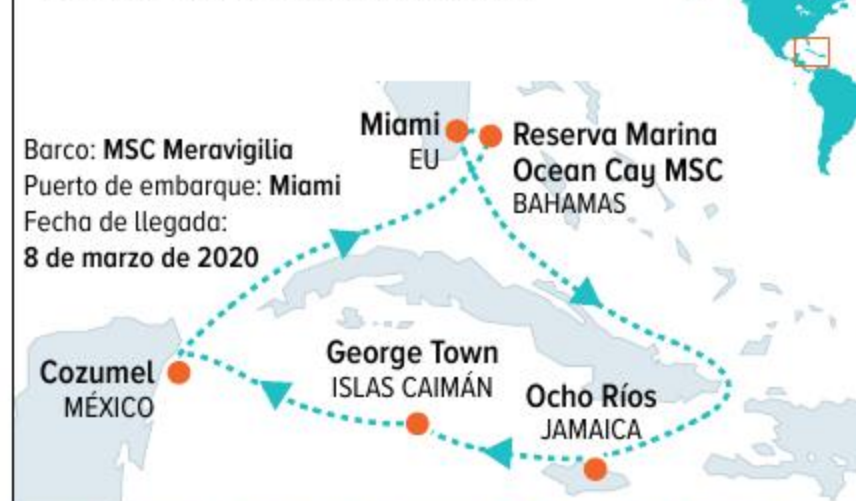 Barco: MSC Meravigilia
Puerto de embarque: Miami
Fecha de llegada:
8 de marzo de 2020
Miami
EU
Reserva Marina
Ocean Cay MSC
BAHAMAS
Cozumel
MÉXICO
George Town
ISLAS CAIMÁN
Ocho Ríos
JAMAICA